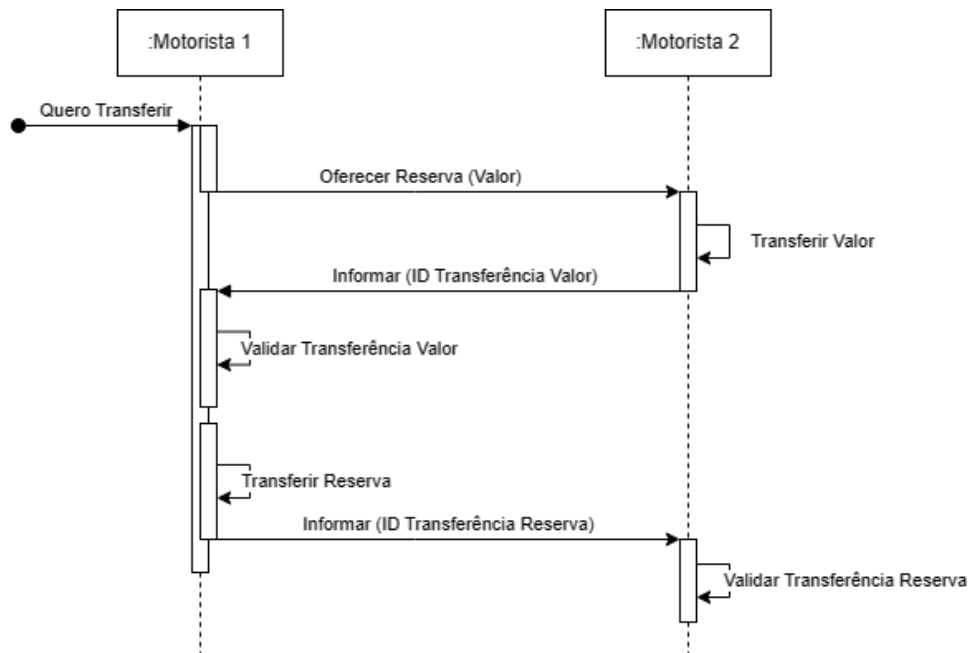 :Motorista 1
:Motorista 2
Quero Transferir
Oferecer Reserva (Valor)
Transferir Valor
Informar (ID Transferência Valor)
Validar Transferência Valor
Transferir Reserva
Informar (ID Transferência Reserva)
Validar Transferência Reserva